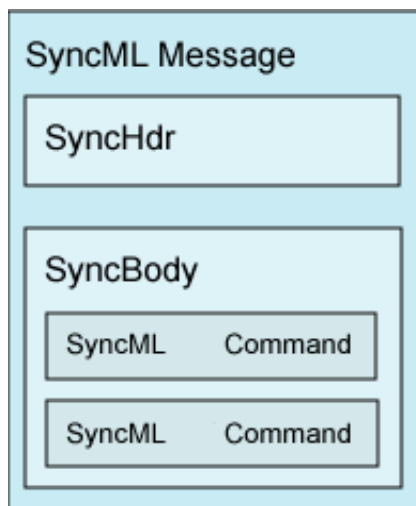 SyncML Message
SyncHdr
SyncBody
SyncML Command
SyncML Command